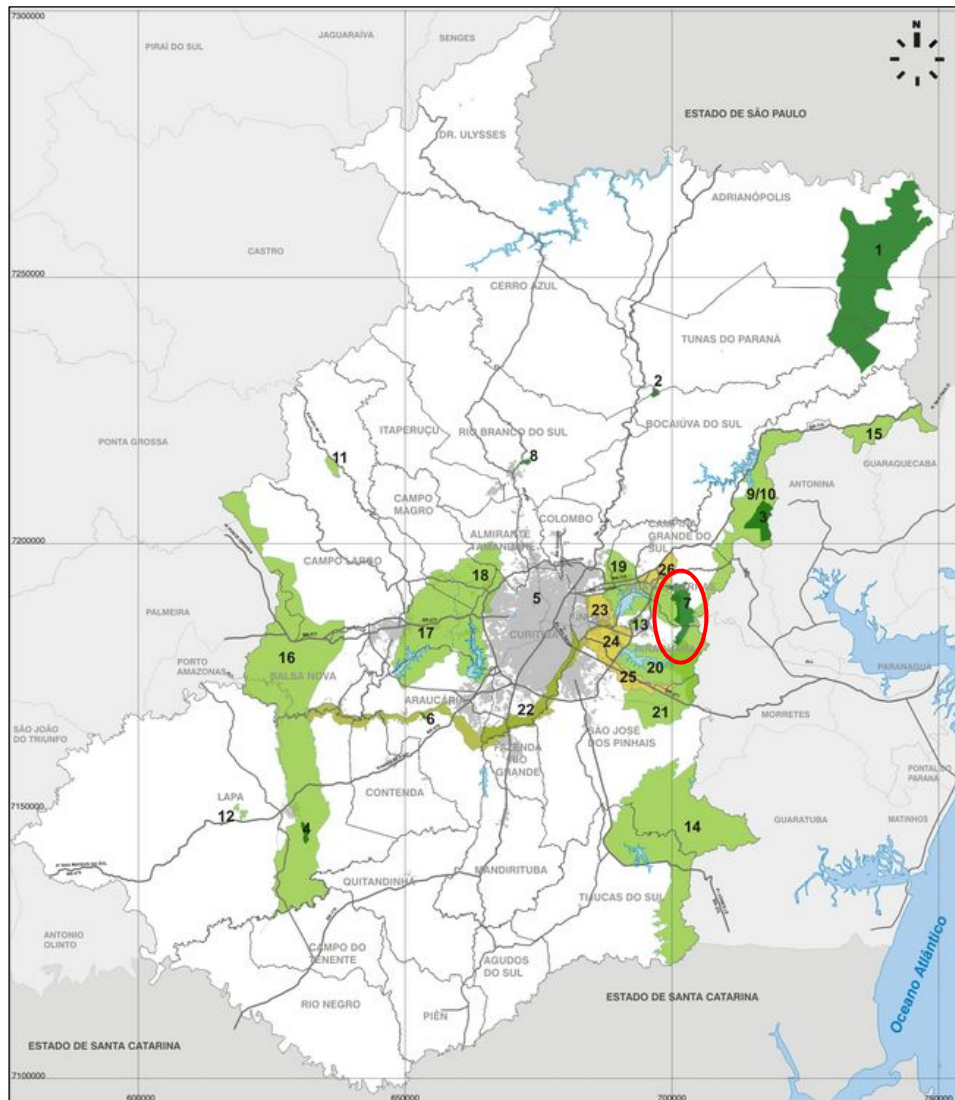 7300000
N
PIRAÍ DO SUL
JAGUARAÍVA
SENGES
ESTADO DE SÃO PAULO
DR. ULYSSES
ADRIANÓPOLIS
CASTRO
1
7250000
CERRO AZUL
TUNAS DO PARANÁ
2
ITAPERUÇU
RIO BRANCO DO SUL
BOCAIÚVA DO SUL
15
PONTA GROSSA
GUARAQUECABA
11
8
ANTONINA
9/10
3
CAMPO
MAGRO
COLOMBO
7200000
ALMIRANTE
GRANDE DO
SUL
CAMPO LARGO
18
19
26
5
7
23
PALMEIRA
17
CURITIBA
13
24
PORTO
AMAZONAS
16
20
PARANAGUÁ
BALSA NOVA
25
ARAUCÁRIA
6
22
21
MORRETES
SÃO JOÃO
DO TRIUNFO
SÃO JOSÉ
DOS PINHAIS
FAZENDA
RIO
GRANDE
PONTAL DO
PARANÁ
7150000
LAPA
CONTENDA
12
4
14
GUARATUBA
MATINHOS
MANDIRITUBA
QUITANDINHA
TIJUCAS DO SUL
ANTONIO
OLINTO
CAMPO DO
TENENTE
AGUDOS
DO SUL
RIO NEGRO
PIÊN
ESTADO DE SANTA CATARINA
ESTADO DE SANTA CATARINA
Oceano Atlântico
7100000
600000
650000
700000
750000